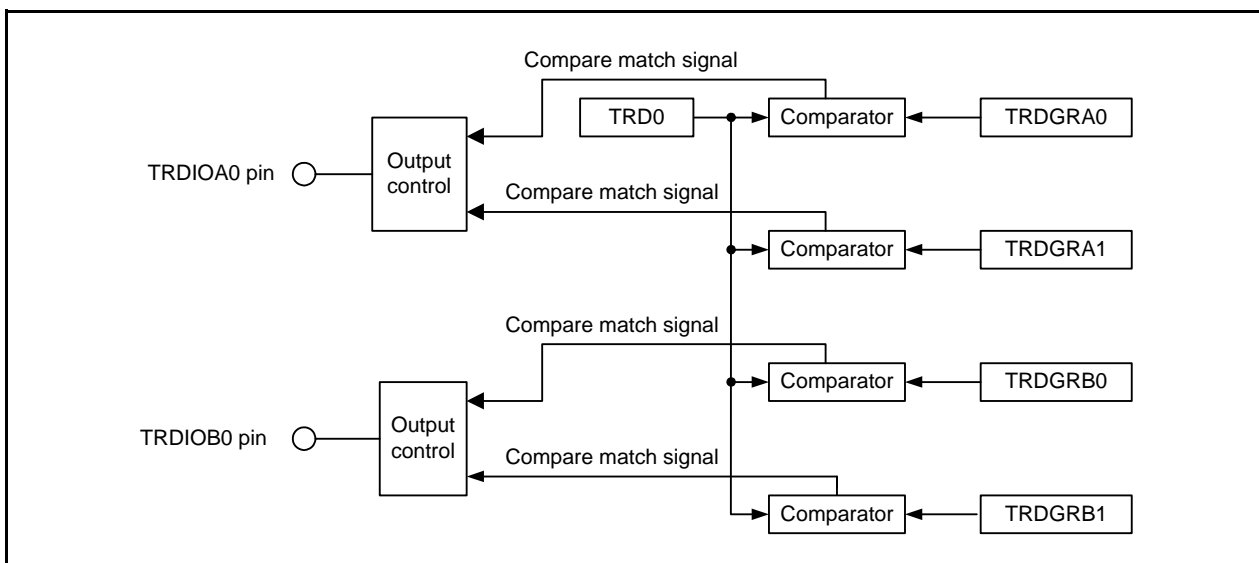 Compare match signal
TRD0
Comparator
TRDGRA0
TRDIOA0 pin
Output
control
Compare match signal
Comparator
TRDGRA1
Compare match signal
Comparator
TRDGRB0
TRDIOB0 pin
Output
control
Compare match signal
Comparator
TRDGRB1